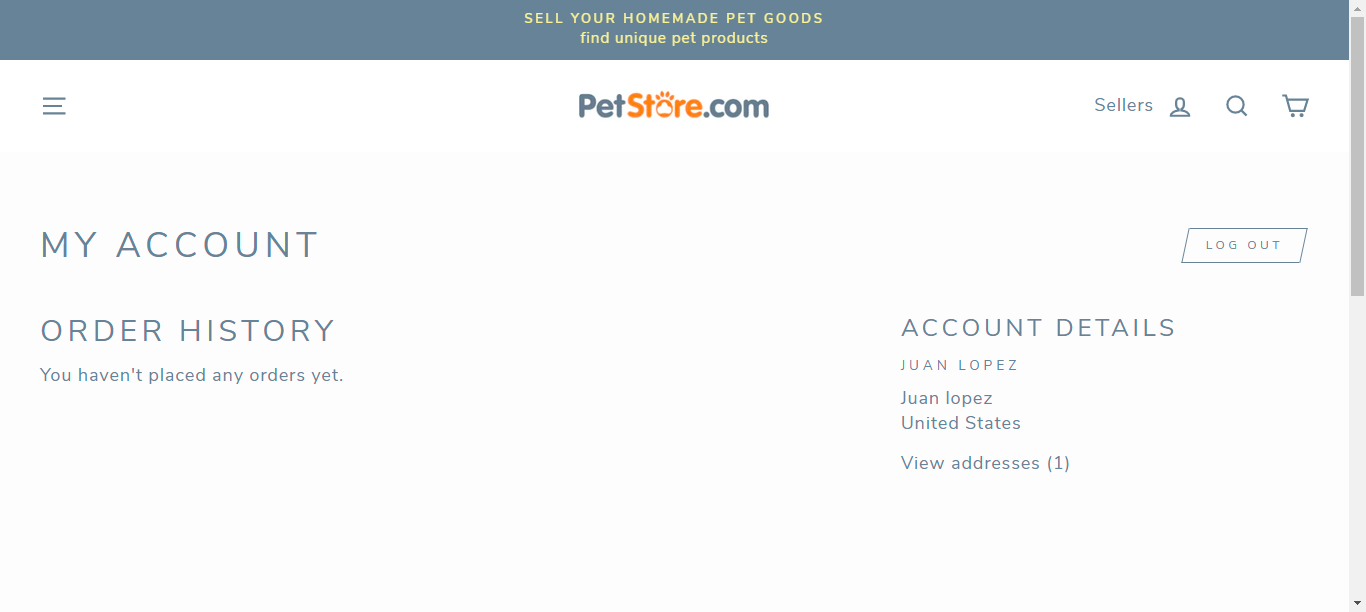 SELL YOUR HOMEMADE PET GOODS
find unique pet products
PetStore.com
Sellers
MY ACCOUNT
LOG OUT
ORDER HISTORY
You haven't placed any orders yet.
ACCOUNT DETAILS
JUAN LOPEZ
Juan lopez
United States
View addresses (1)